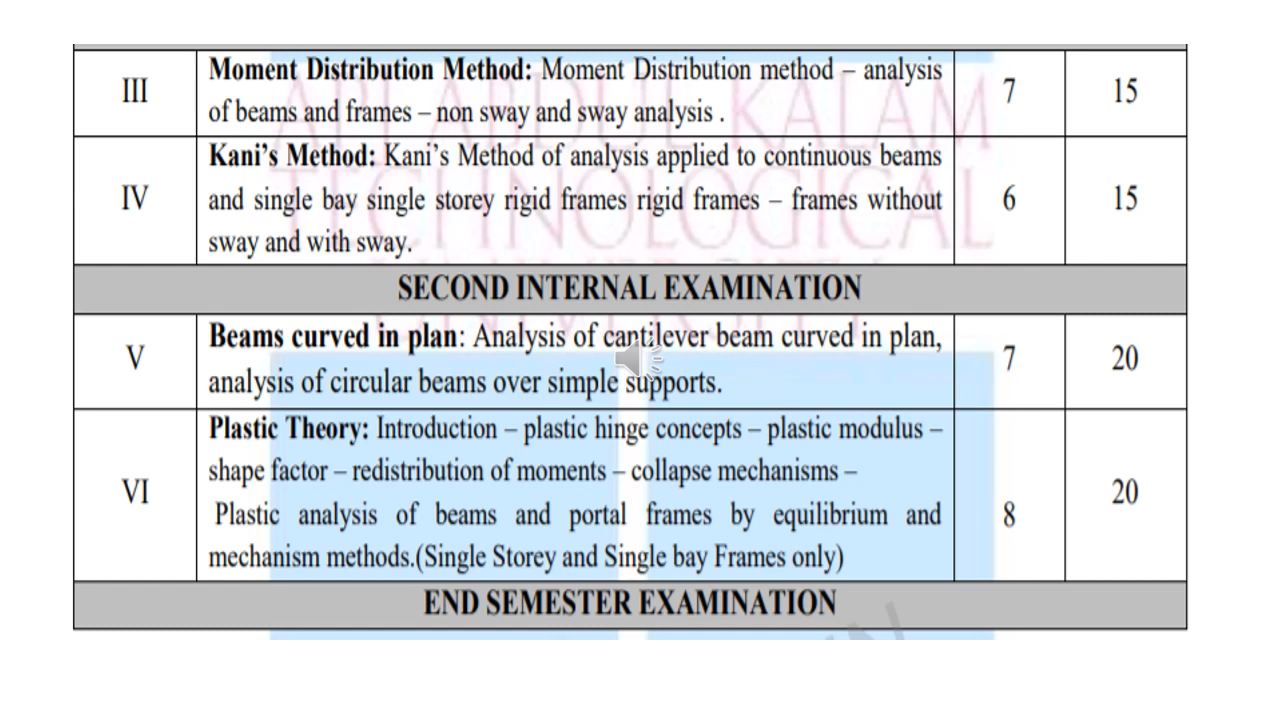 III
Moment Distribution Method: Moment Distribution method – analysis
of beams and frames – non sway and sway analysis .
7
15
IV
Kani’s Method: Kani’s Method of analysis applied to continuous beams
and single bay single storey rigid frames rigid frames – frames without
sway and with sway.
6
15
SECOND INTERNAL EXAMINATION
V
Beams curved in plan: Analysis of cantilever beam curved in plan,
analysis of circular beams over simple supports.
7
20
VI
Plastic Theory: Introduction – plastic hinge concepts – plastic modulus –
shape factor – redistribution of moments – collapse mechanisms –
Plastic analysis of beams and portal frames by equilibrium and
mechanism methods.(Single Storey and Single bay Frames only)
8
20
END SEMESTER EXAMINATION
KALAM
TECHNOLOGICAL